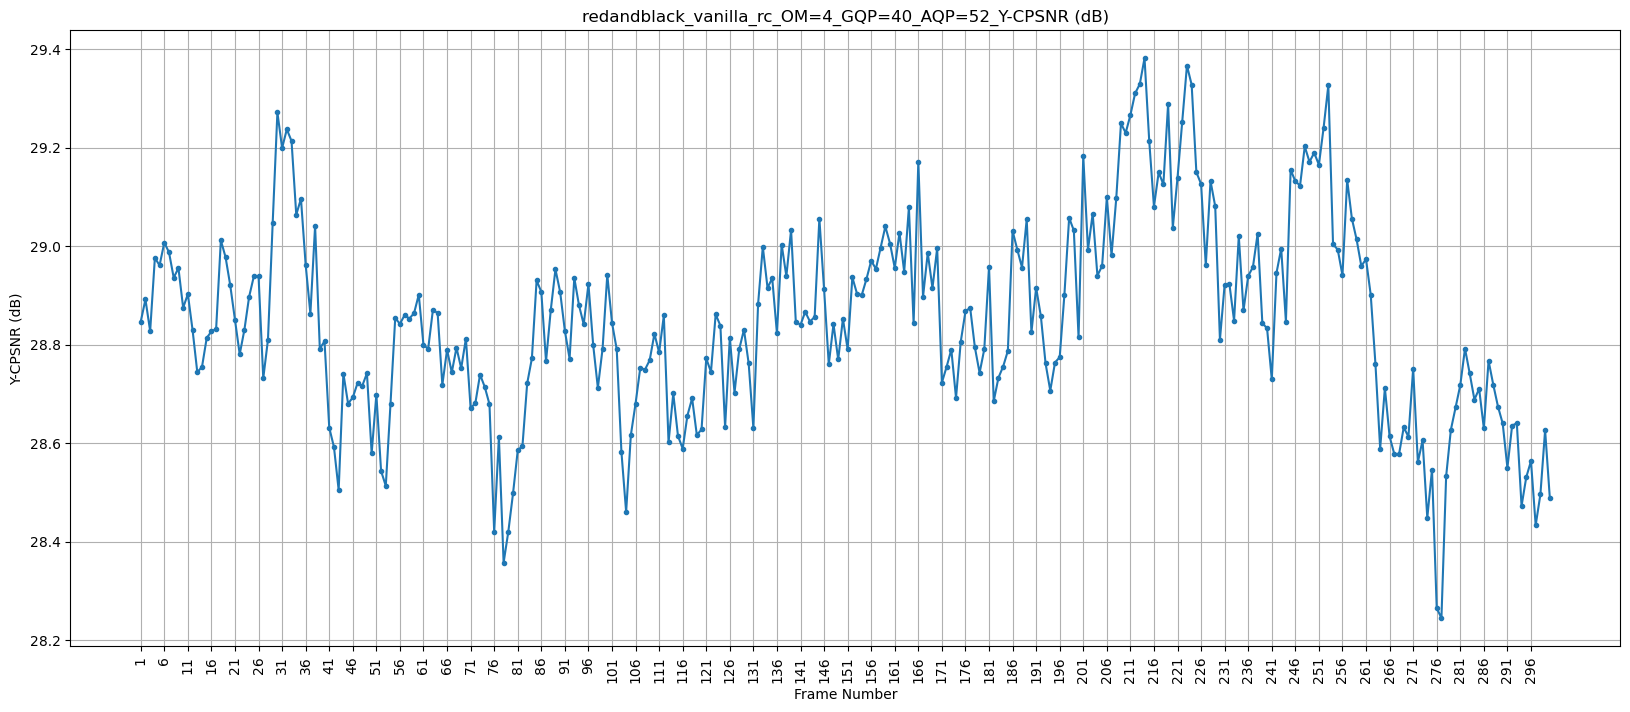 redandblack_vanilla_rc_OM=4_GQP=40_AQP=52_Y-CPSNR (dB)
29.4
29.2
29.0
28.8
28.6
28.4
28.2
Y-CPSNR (dB)
1 6 11 16 21 26 31 36 41 46 51 56 61 66 71 76 81 86 91 96 101 106 111 116 121 126 131 136 141 146 151 156 161 166 171 176 181 186 191 196 201 206 211 216 221 226 231 236 241 246 251 256 261 266 271 276 281 286 291 296
Frame Number